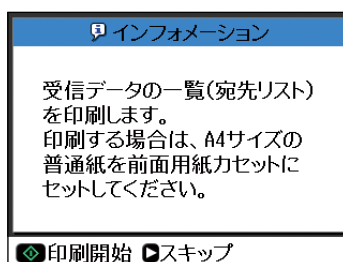 インフォメーション
受信データの一覧(宛先リスト)
を印刷します。
印刷する場合は、A4サイズの
普通紙を前面用紙カセットに
セットしてください。
印刷開始 スキップ